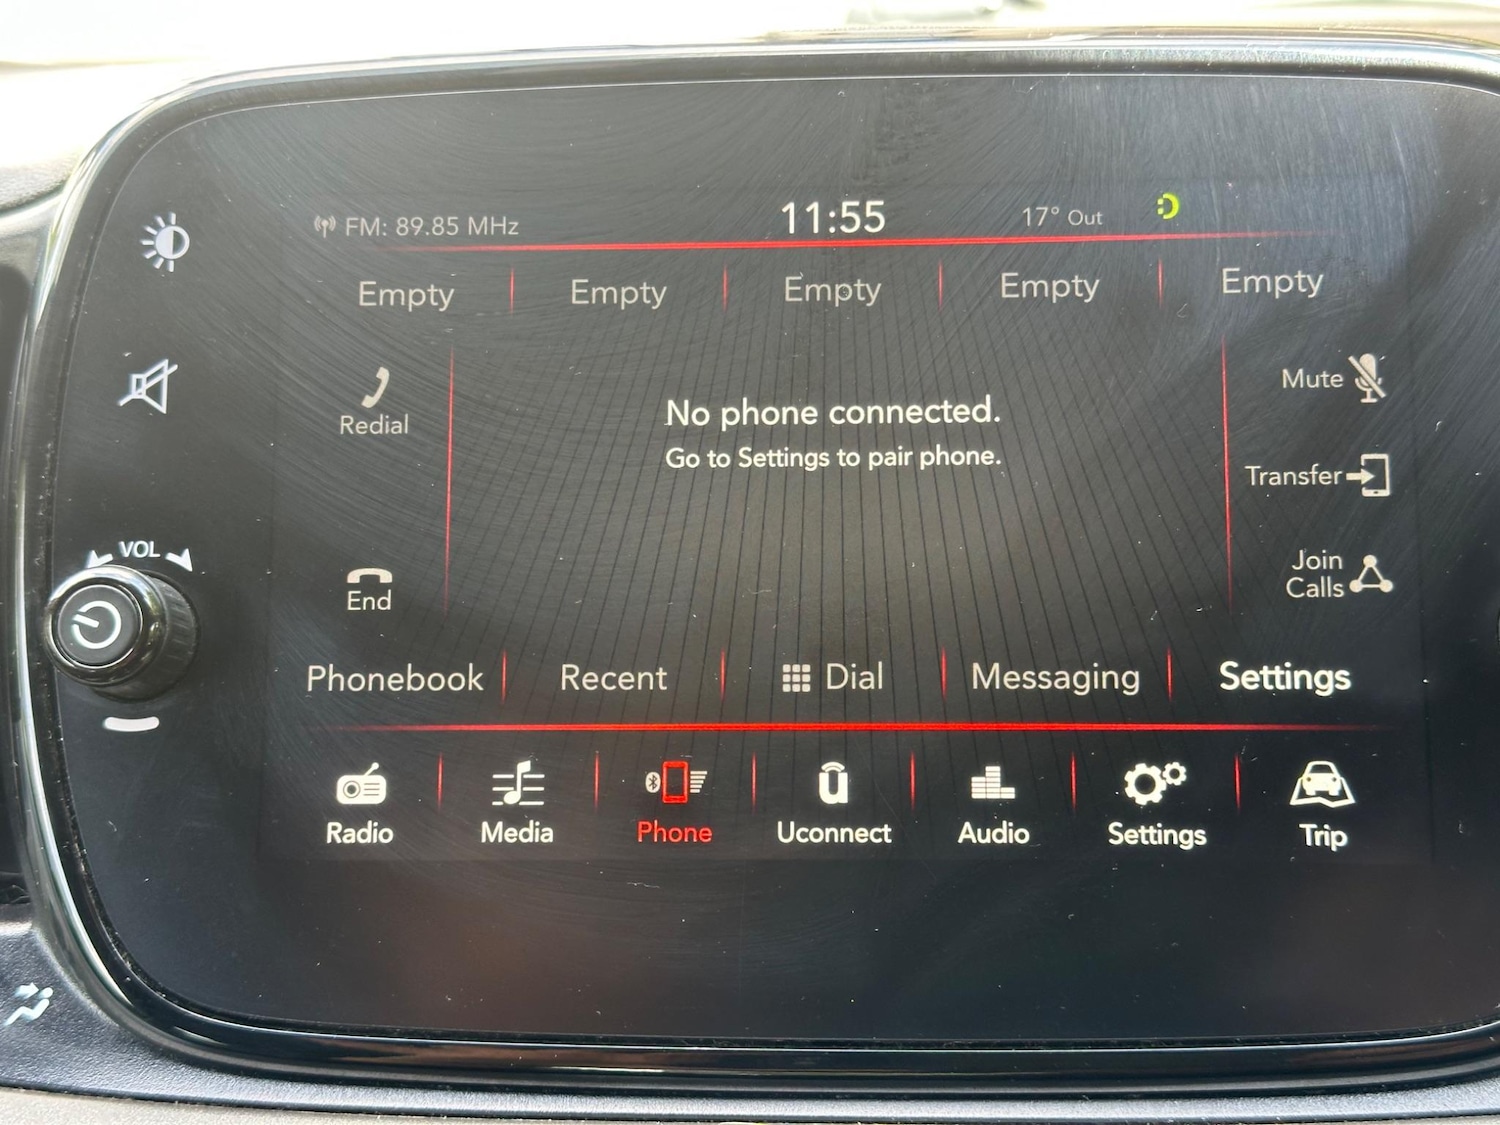 FM: 89.85 MHz
11:55
17° Out
Empty
Empty
Empty
Empty
Empty
Redial
No phone connected.
Go to Settings to pair phone.
Mute
Transfer
Join
Calls
VOL
End
Phonebook
Recent
Dial
Messaging
Settings
Radio
Media
Phone
Uconnect
Audio
Settings
Trip